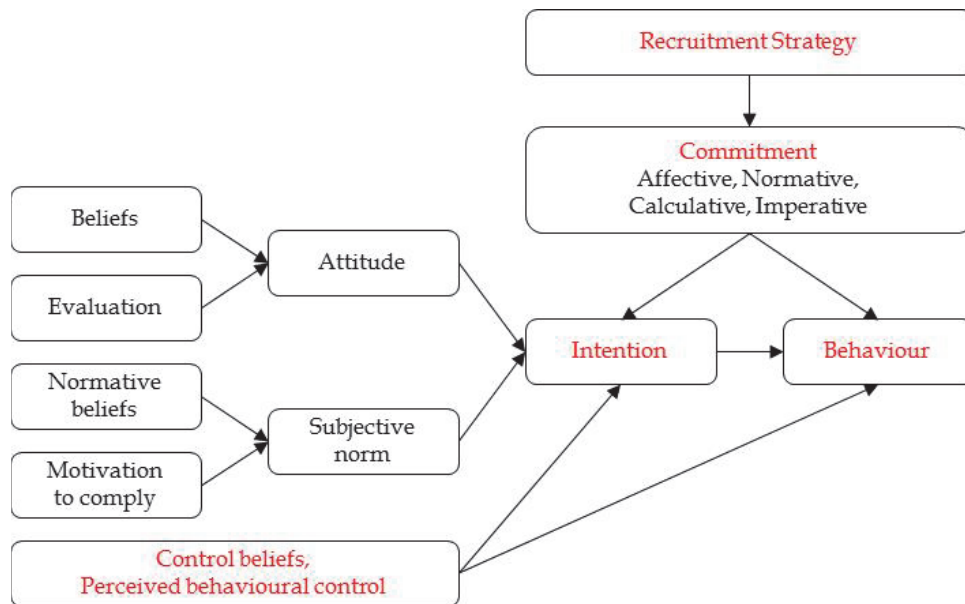 Recruitment Strategy
Commitment
Affective, Normative,
Calculative, Imperative
Beliefs
Attitude
Evaluation
Intention
Behaviour
Normative
beliefs
Subjective
norm
Motivation
to comply
Control beliefs,
Perceived behavioural control